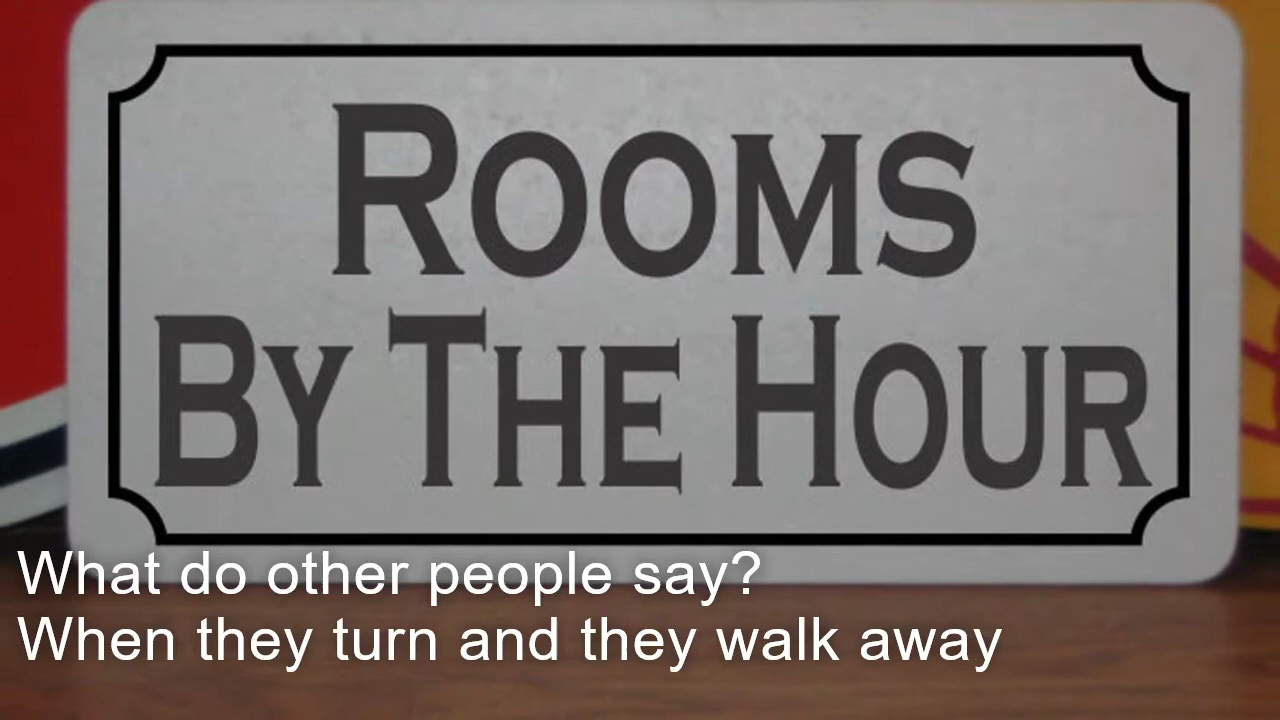 ROOMS
BY THE HOUR
What do other people say?
When they turn and they walk away